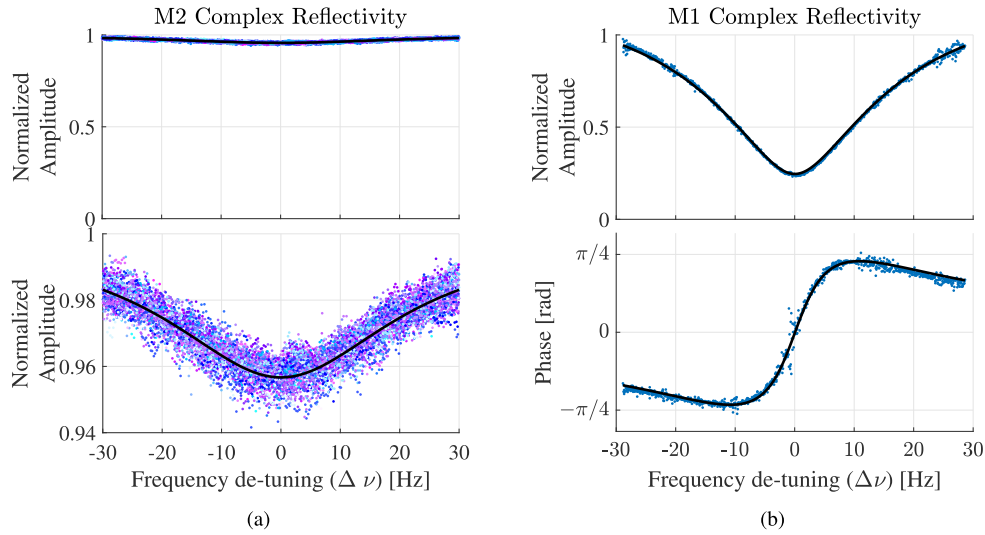 M2 Complex Reflectivity
Normalized
Amplitude
1
0.5
0
Normalized
Amplitude
1
0.98
0.96
0.94
-30 -20 -10 0 10 20 30
Frequency de-tuning (Δ ν) [Hz]
(a)
M1 Complex Reflectivity
Normalized
Amplitude
1
0.5
0
Phase [rad]
π/4
0
−π/4
-30 -20 -10 0 10 20 30
Frequency de-tuning (Δν) [Hz]
(b)